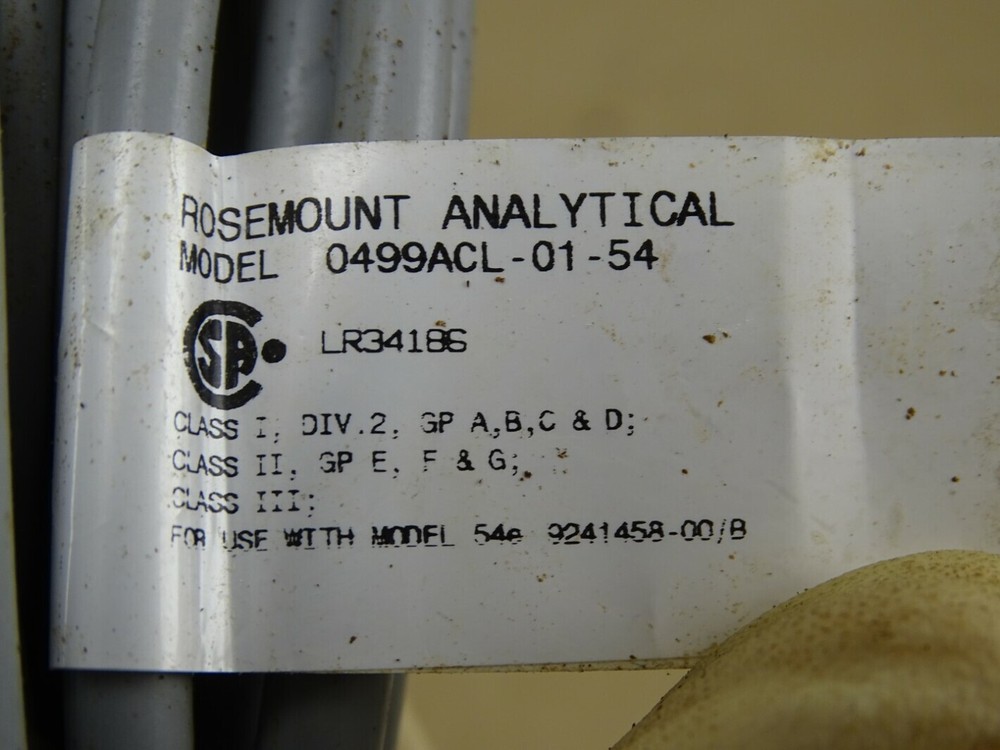 ROSEMOUNT ANALYTICAL
MODEL 0499ACL-01-54
CSA
LR34186
CLASS I, DIV.2, GP A,B,C & D;
CLASS II, GP E, F & G;
CLASS III;
FOR USE WITH MODEL 54e 9241458-00/B